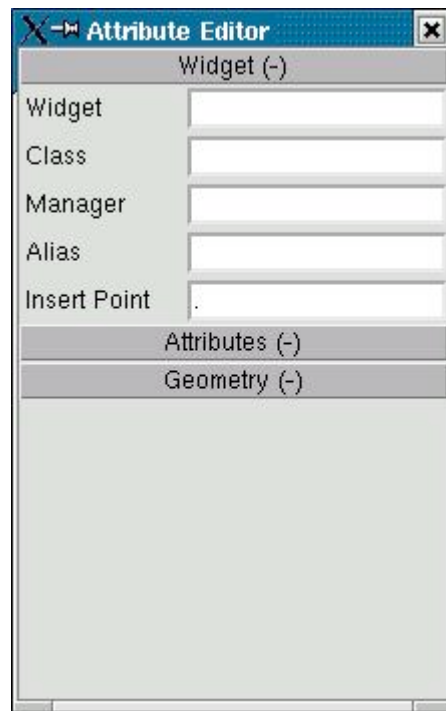 Attribute Editor
Widget (-)
Widget
Class
Manager
Alias
Insert Point .
Attributes (-)
Geometry (-)